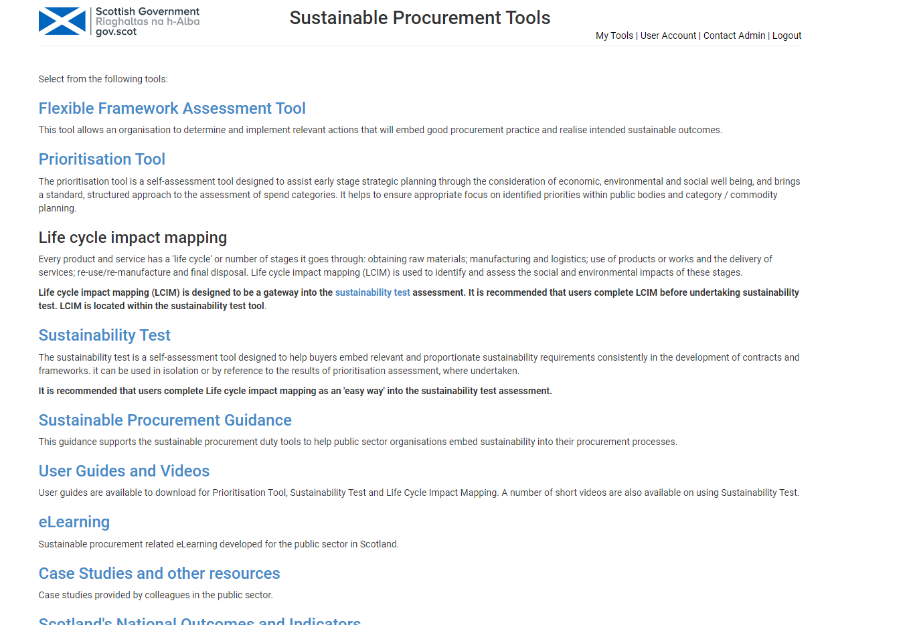 Scottish Government
Riaghaltas na h-Alba
gov.scot
Sustainable Procurement Tools
My Tools | User Account | Contact Admin | Logout
Select from the following tools:
Flexible Framework Assessment Tool
This tool allows an organisation to determine and implement relevant actions that will embed good procurement practice and realise intended sustainable outcomes.
Prioritisation Tool
The prioritisation tool is a self-assessment tool designed to assist early stage strategic planning through the consideration of economic, environmental and social well being, and brings
a standard, structured approach to the assessment of spend categories. It helps to ensure appropriate focus on identified priorities within public bodies and category / commodity
planning.
Life cycle impact mapping
Every product and service has a 'life cycle' or number of stages it goes through: obtaining raw materials; manufacturing and logistics; use of products or works and the delivery of
services; re-use/re-manufacture and final disposal. Life cycle impact mapping (LCIM) is used to identify and assess the social and environmental impacts of these stages.
Life cycle impact mapping (LCIM) is designed to be a gateway into the sustainability test assessment. It is recommended that users complete LCIM before undertaking sustainability
test. LCIM is located within the sustainability test tool.
Sustainability Test
The sustainability test is a self-assessment tool designed to help buyers embed relevant and proportionate sustainability requirements consistently in the development of contracts and
frameworks. it can be used in isolation or by reference to the results of prioritisation assessment, where undertaken.
It is recommended that users complete Life cycle impact mapping as an 'easy way' into the sustainability test assessment.
Sustainable Procurement Guidance
This guidance supports the sustainable procurement duty tools to help public sector organisations embed sustainability into their procurement processes.
User Guides and Videos
User guides are available to download for Prioritisation Tool, Sustainability Test and Life Cycle Impact Mapping. A number of short videos are also available on using Sustainability Test.
eLearning
Sustainable procurement related eLearning developed for the public sector in Scotland.
Case Studies and other resources
Case studies provided by colleagues in the public sector.
Scotland's National Outcomes and Indicators